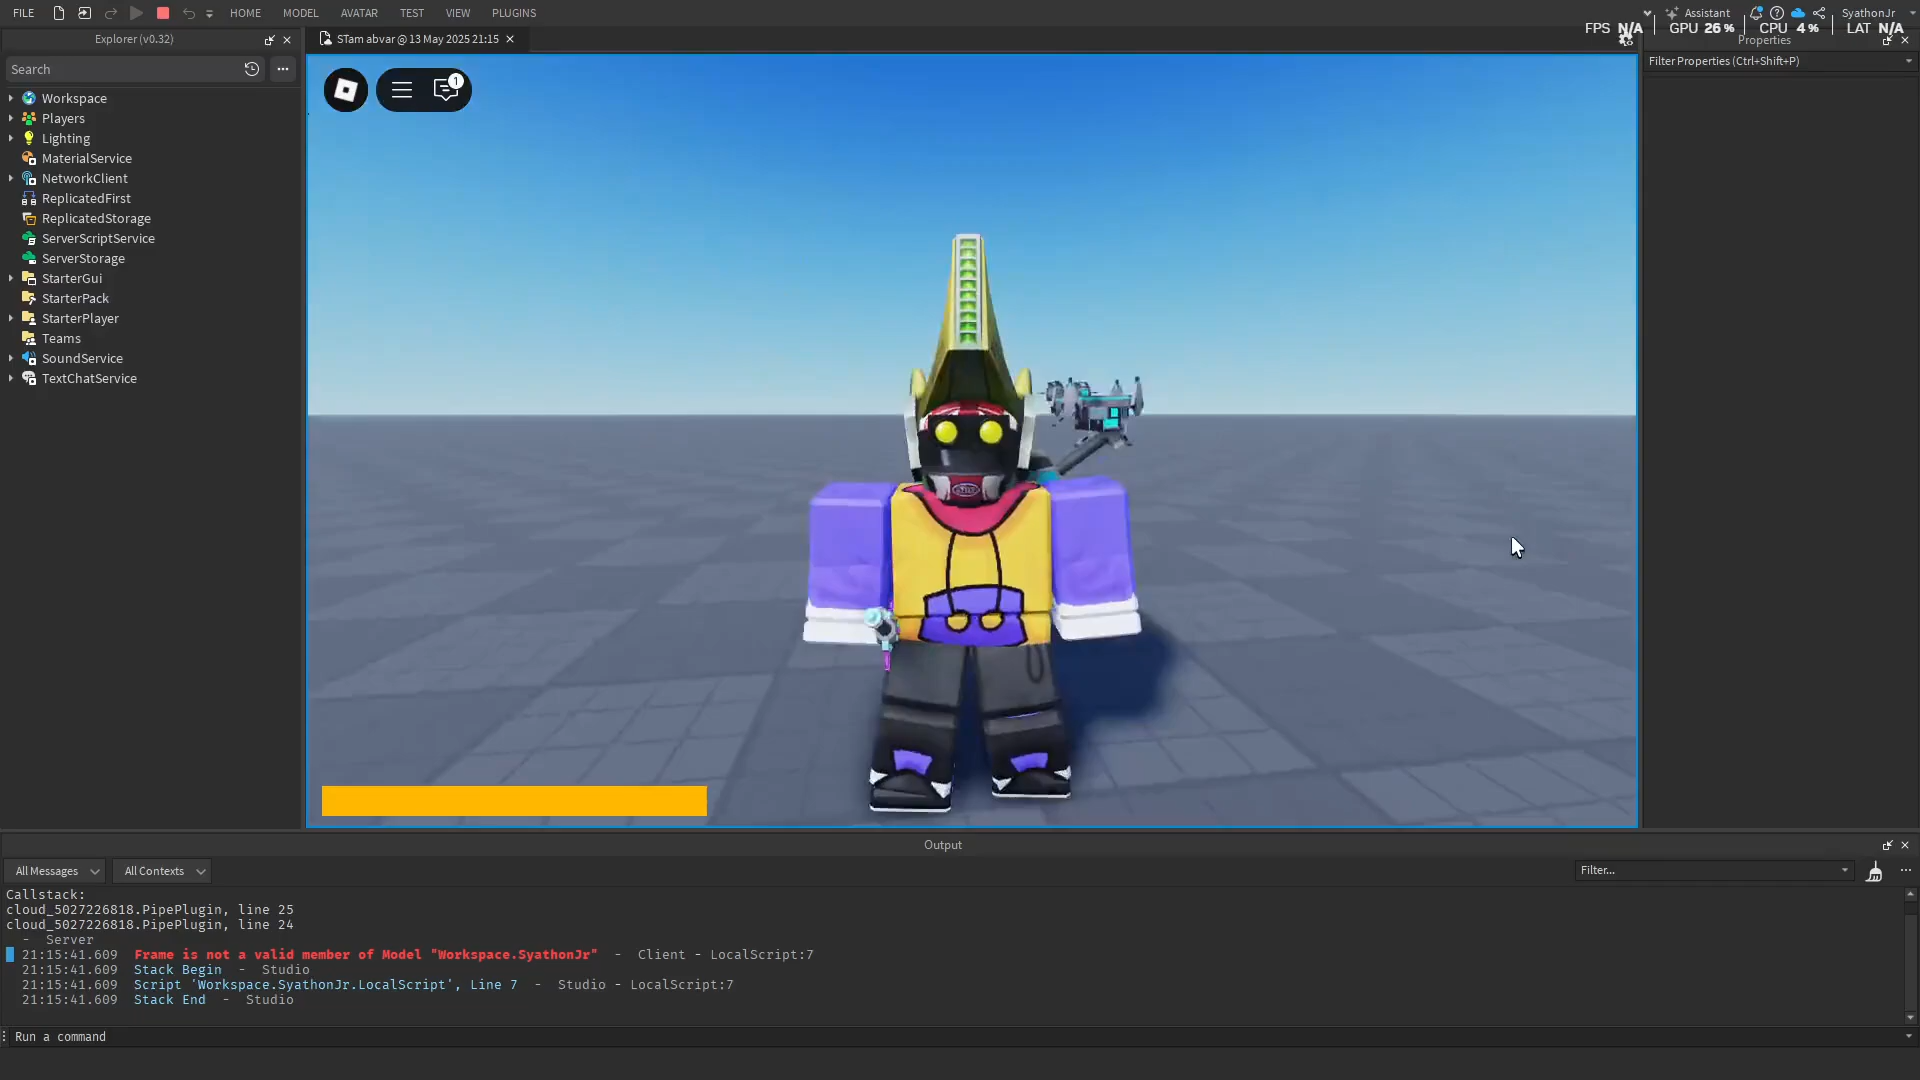 FILE HOME MODEL AVATAR TEST VIEW PLUGINS Assistant SyathonJr
FPS N/A GPU 26 % CPU 4 % LAT N/A
Explorer (v0.32)
STam abvar @ 13 May 2025 21:15
Properties
Search
Filter Properties (Ctrl+Shift+P)
1
Workspace
Players
Lighting
MaterialService
NetworkClient
ReplicatedFirst
ReplicatedStorage
ServerScriptService
ServerStorage
StarterGui
StarterPack
StarterPlayer
Teams
SoundService
TextChatService
Output
All Messages All Contexts Filter...
Callstack:
cloud_5027226818.PipePlugin, line 25
cloud_5027226818.PipePlugin, line 24
- Server
21:15:41.609 Frame is not a valid member of Model "Workspace.SyathonJr" - Client - LocalScript:7
21:15:41.609 Stack Begin - Studio
21:15:41.609 Script 'Workspace.SyathonJr.LocalScript', Line 7 - Studio - LocalScript:7
21:15:41.609 Stack End - Studio
Run a command